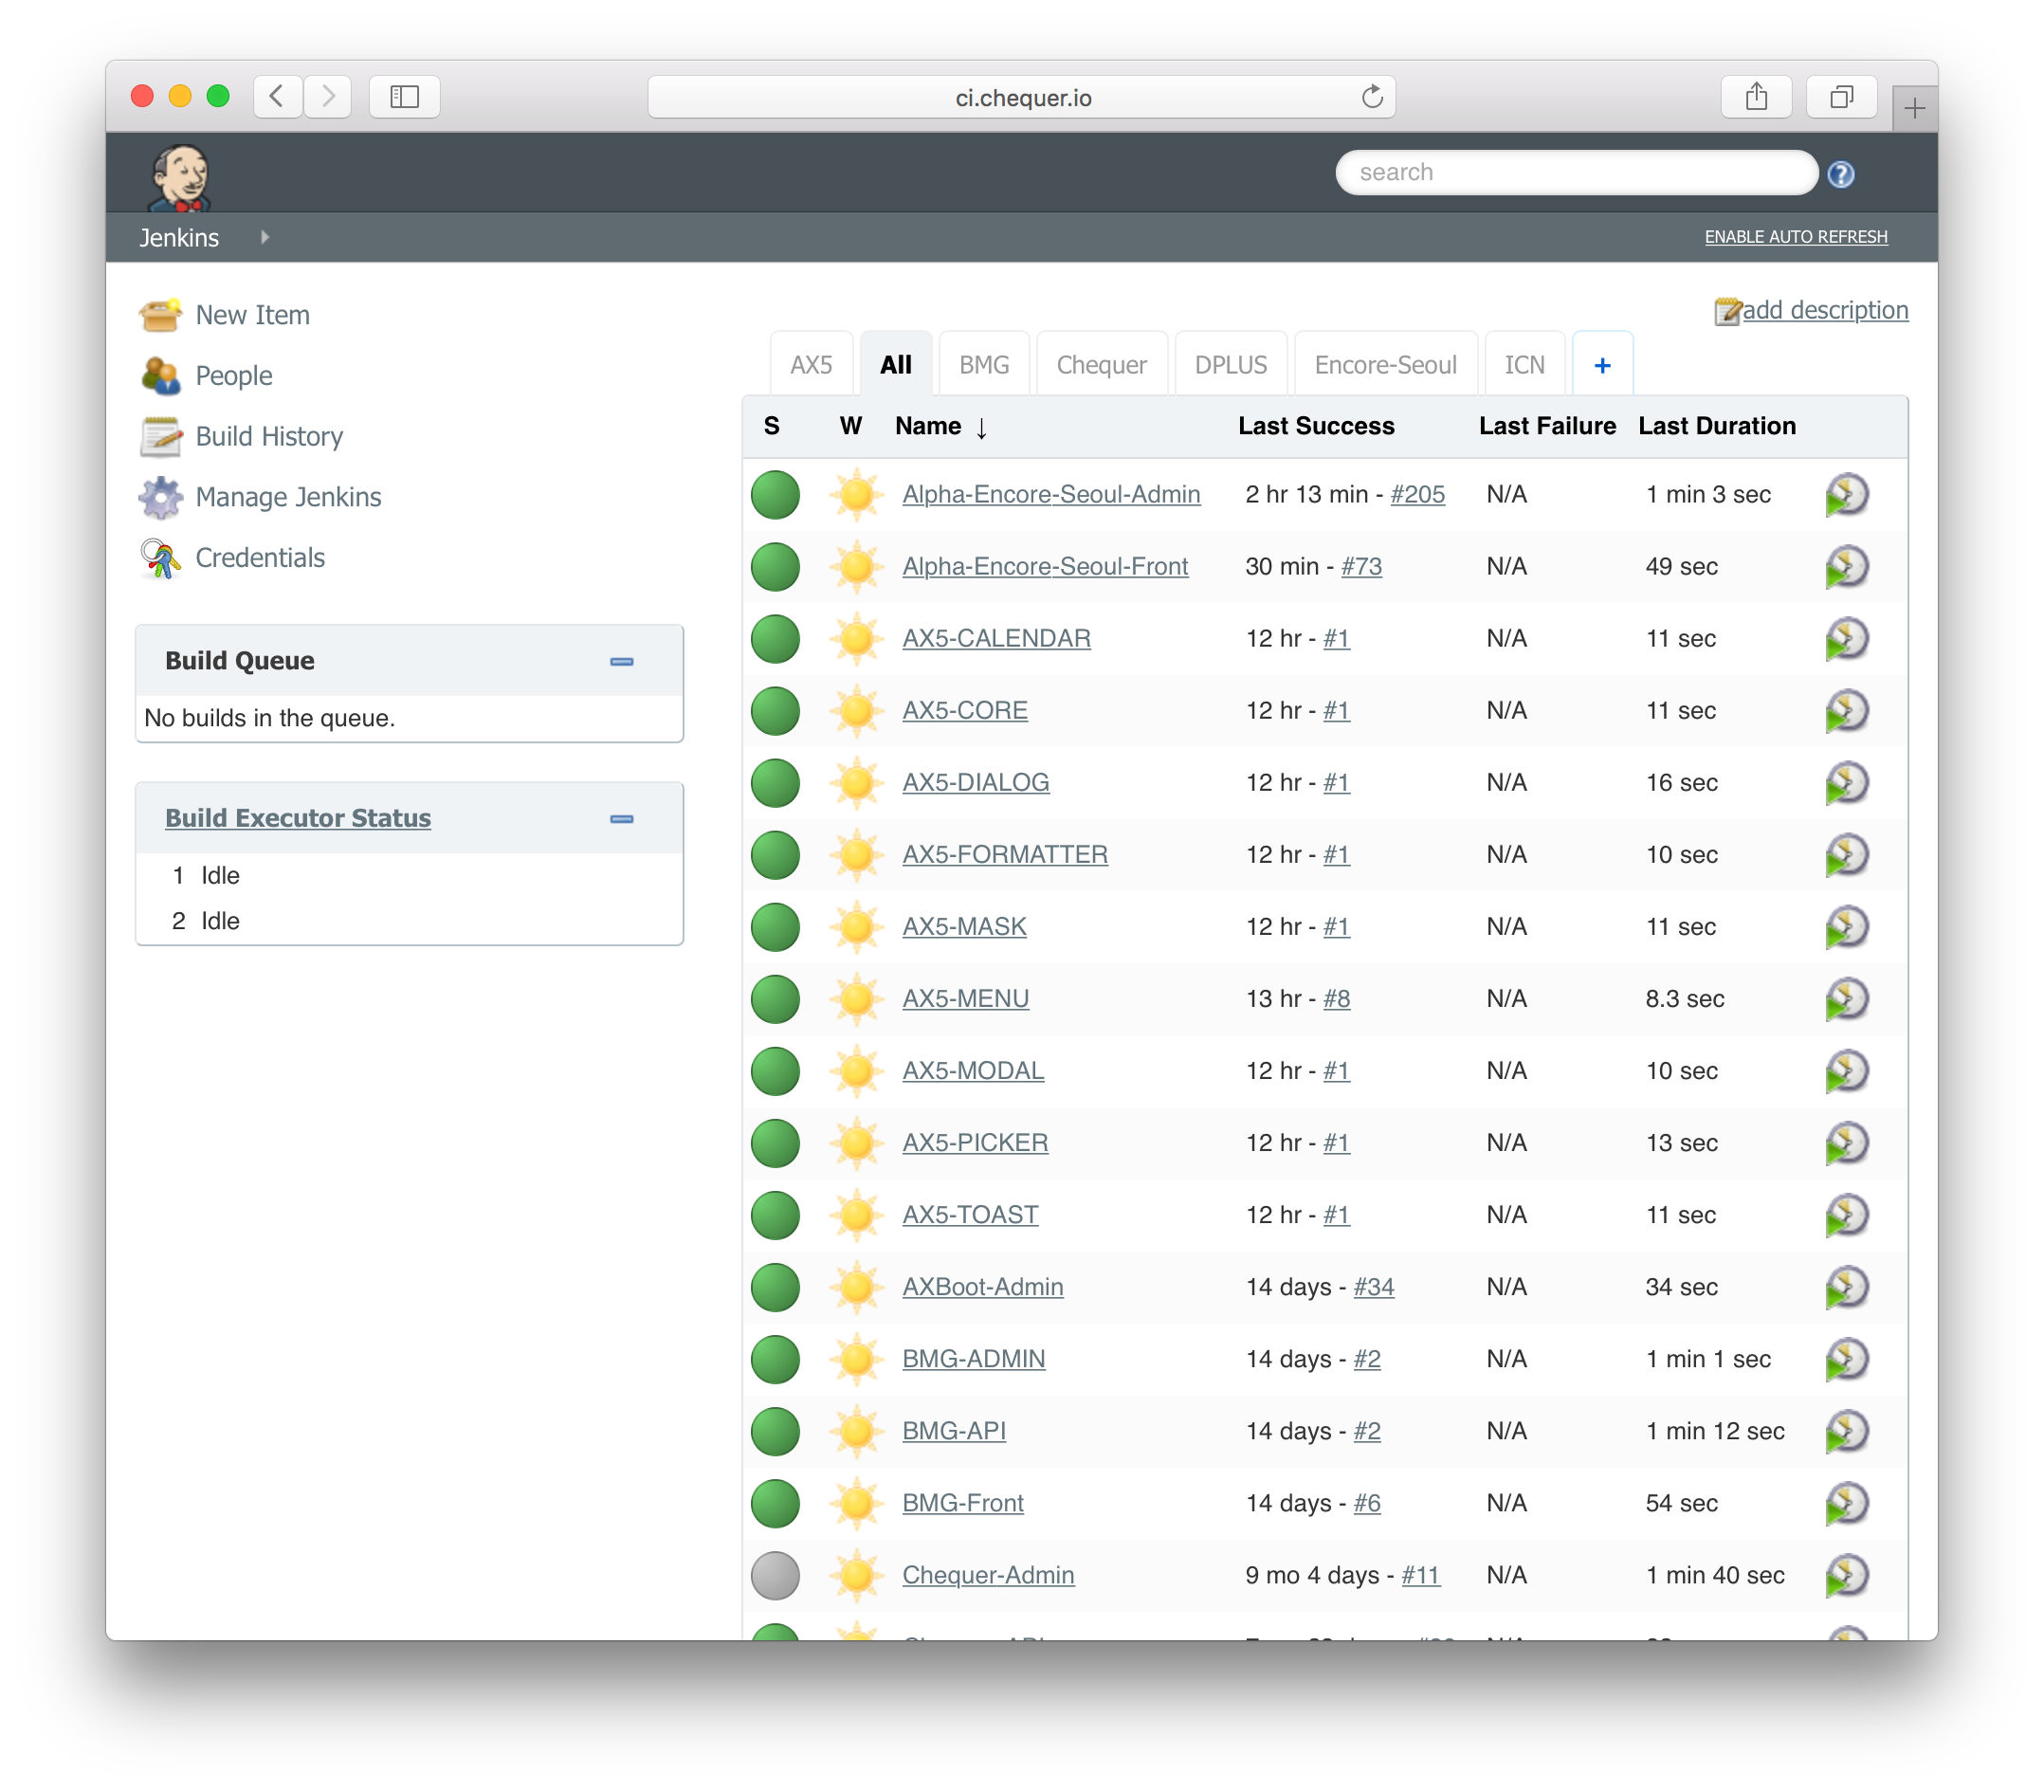 ci.chequer.io
search
Jenkins
ENABLE AUTO REFRESH
New Item
People
Build History
Manage Jenkins
Credentials
Build Queue
No builds in the queue.
Build Executor Status
1 Idle
2 Idle
add description
AX5 All BMG Chequer DPLUS Encore-Seoul ICN +
S W Name ↓ Last Success Last Failure Last Duration
Alpha-Encore-Seoul-Admin 2 hr 13 min - #205 N/A 1 min 3 sec
Alpha-Encore-Seoul-Front 30 min - #73 N/A 49 sec
AX5-CALENDAR 12 hr - #1 N/A 11 sec
AX5-CORE 12 hr - #1 N/A 11 sec
AX5-DIALOG 12 hr - #1 N/A 16 sec
AX5-FORMATTER 12 hr - #1 N/A 10 sec
AX5-MASK 12 hr - #1 N/A 11 sec
AX5-MENU 13 hr - #8 N/A 8.3 sec
AX5-MODAL 12 hr - #1 N/A 10 sec
AX5-PICKER 12 hr - #1 N/A 13 sec
AX5-TOAST 12 hr - #1 N/A 11 sec
AXBoot-Admin 14 days - #34 N/A 34 sec
BMG-ADMIN 14 days - #2 N/A 1 min 1 sec
BMG-API 14 days - #2 N/A 1 min 12 sec
BMG-Front 14 days - #6 N/A 54 sec
Chequer-Admin 9 mo 4 days - #11 N/A 1 min 40 sec